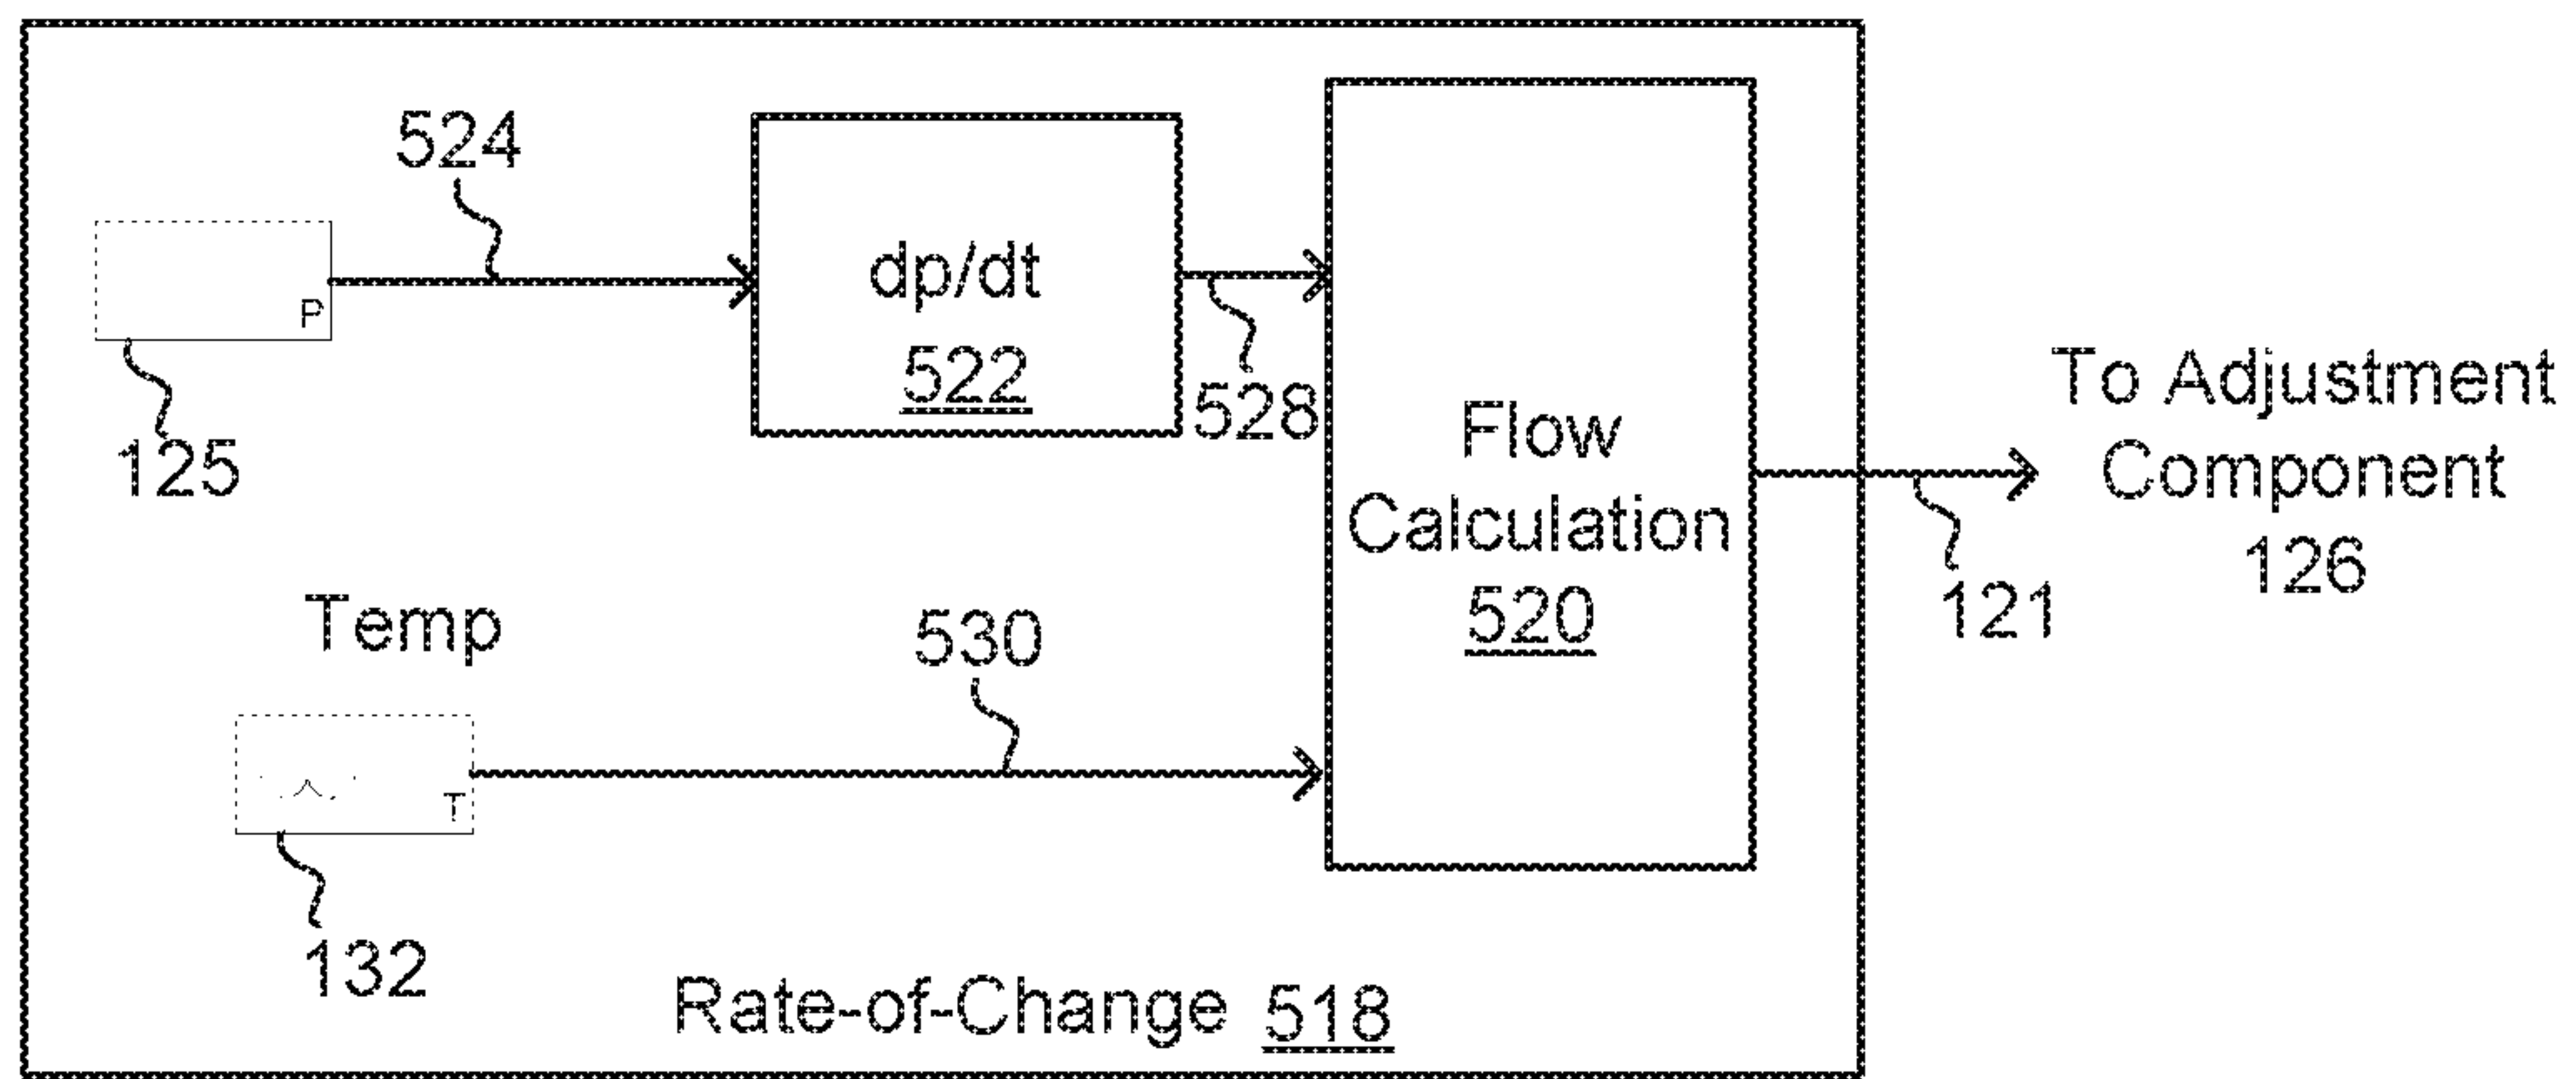 524
P
125
dp/dt
522
528
Flow
Calculation
520
To Adjustment
Component
126
121
Temp
530
T
132
Rate-of-Change 518